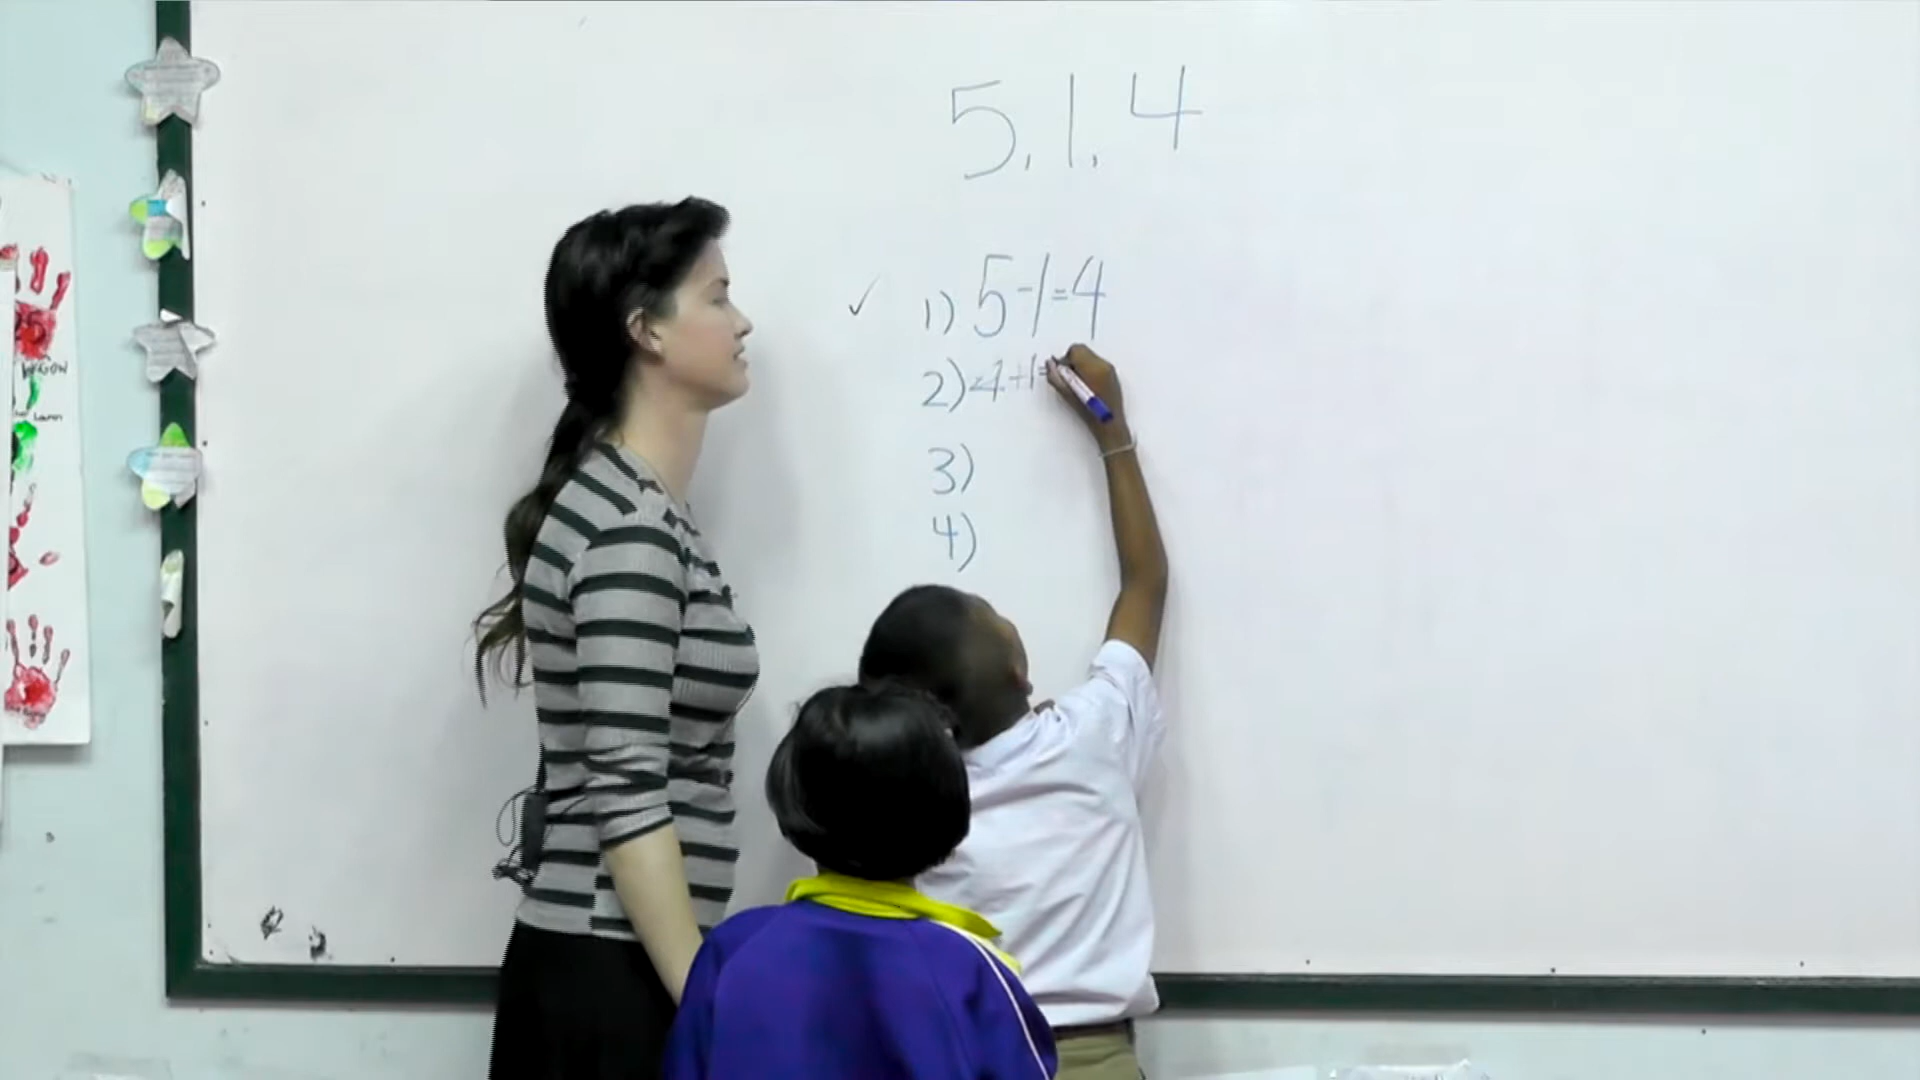 5, 1, 4
✓ 1) 5-1=4
2) 4+1=
3)
4)